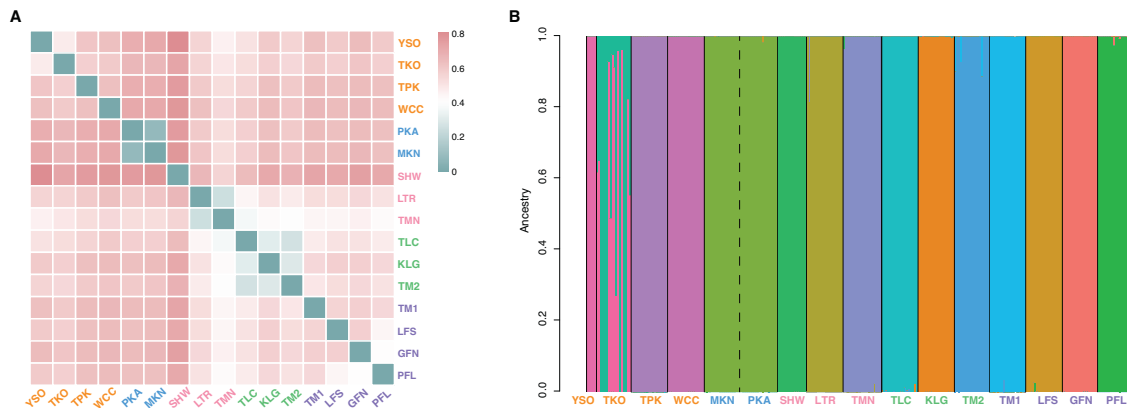 A
YSO
TKO
TPK
WCC
PKA
MKN
SHW
LTR
TMN
TLC
KLG
TM2
TM1
LFS
GFN
PFL
YSO TKO TPK WCC PKA MKN SHW LTR TMN TLC KLG TM2 TM1 LFS GFN PFL
0.8
0.6
0.4
0.2
0
B
Ancestry
1.0
0.8
0.6
0.4
0.2
0.0
YSO TKO TPK WCC MKN PKA SHW LTR TMN TLC KLG TM2 TM1 LFS GFN PFL